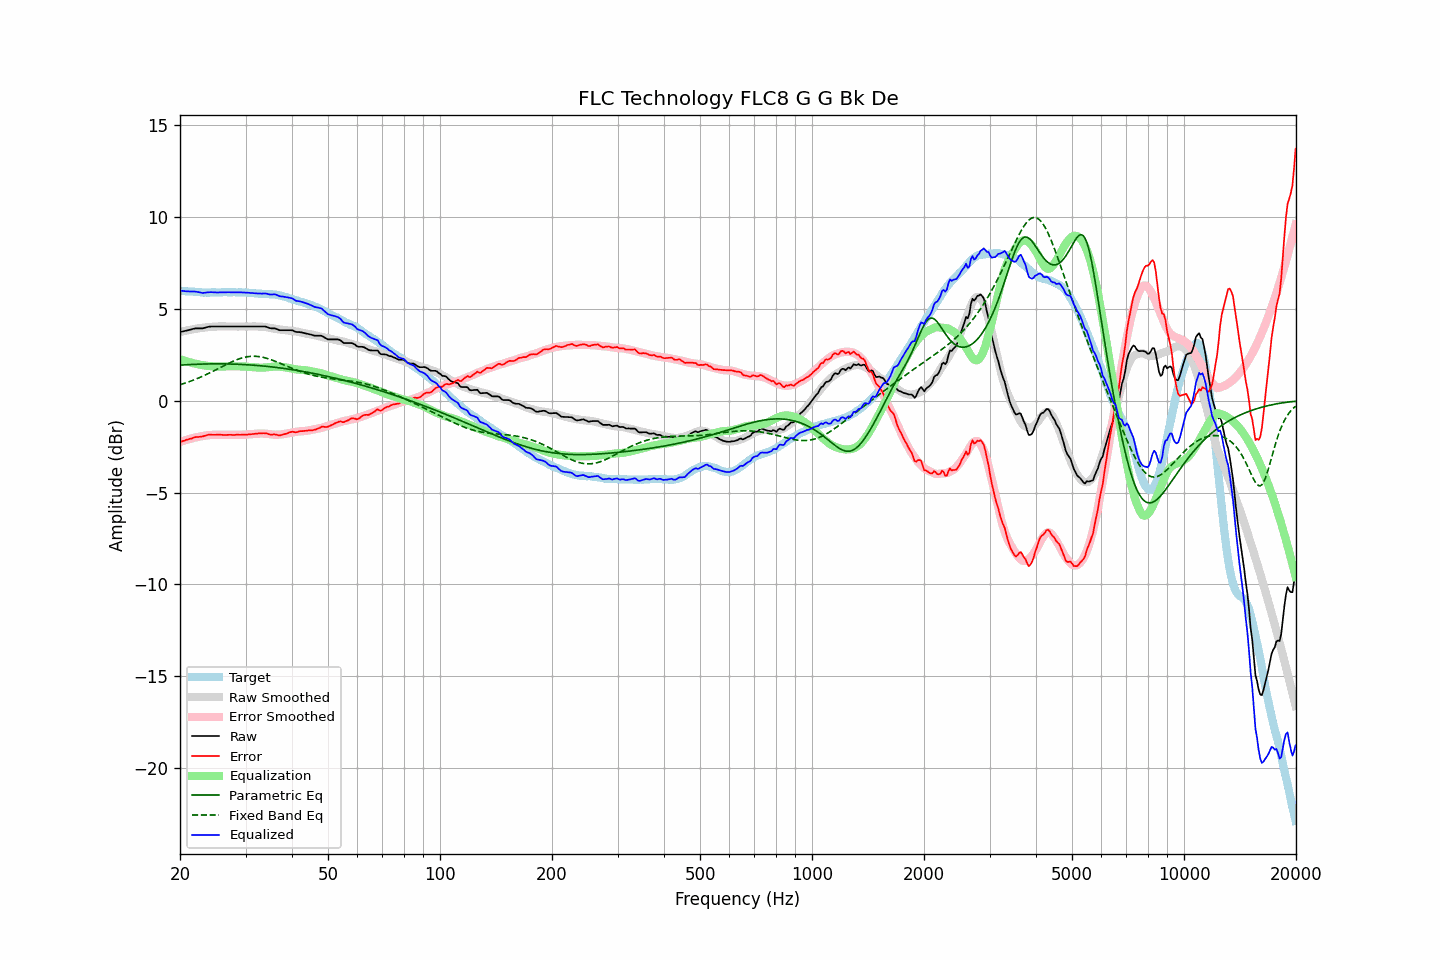 FLC Technology FLC8 G G Bk De
Amplitude (dBr)
15
10
5
0
−5
−10
−15
−20
Target
Raw Smoothed
Error Smoothed
Raw
Error
Equalization
Parametric Eq
Fixed Band Eq
Equalized
20 50 100 200 500 1000 2000 5000 10000 20000
Frequency (Hz)